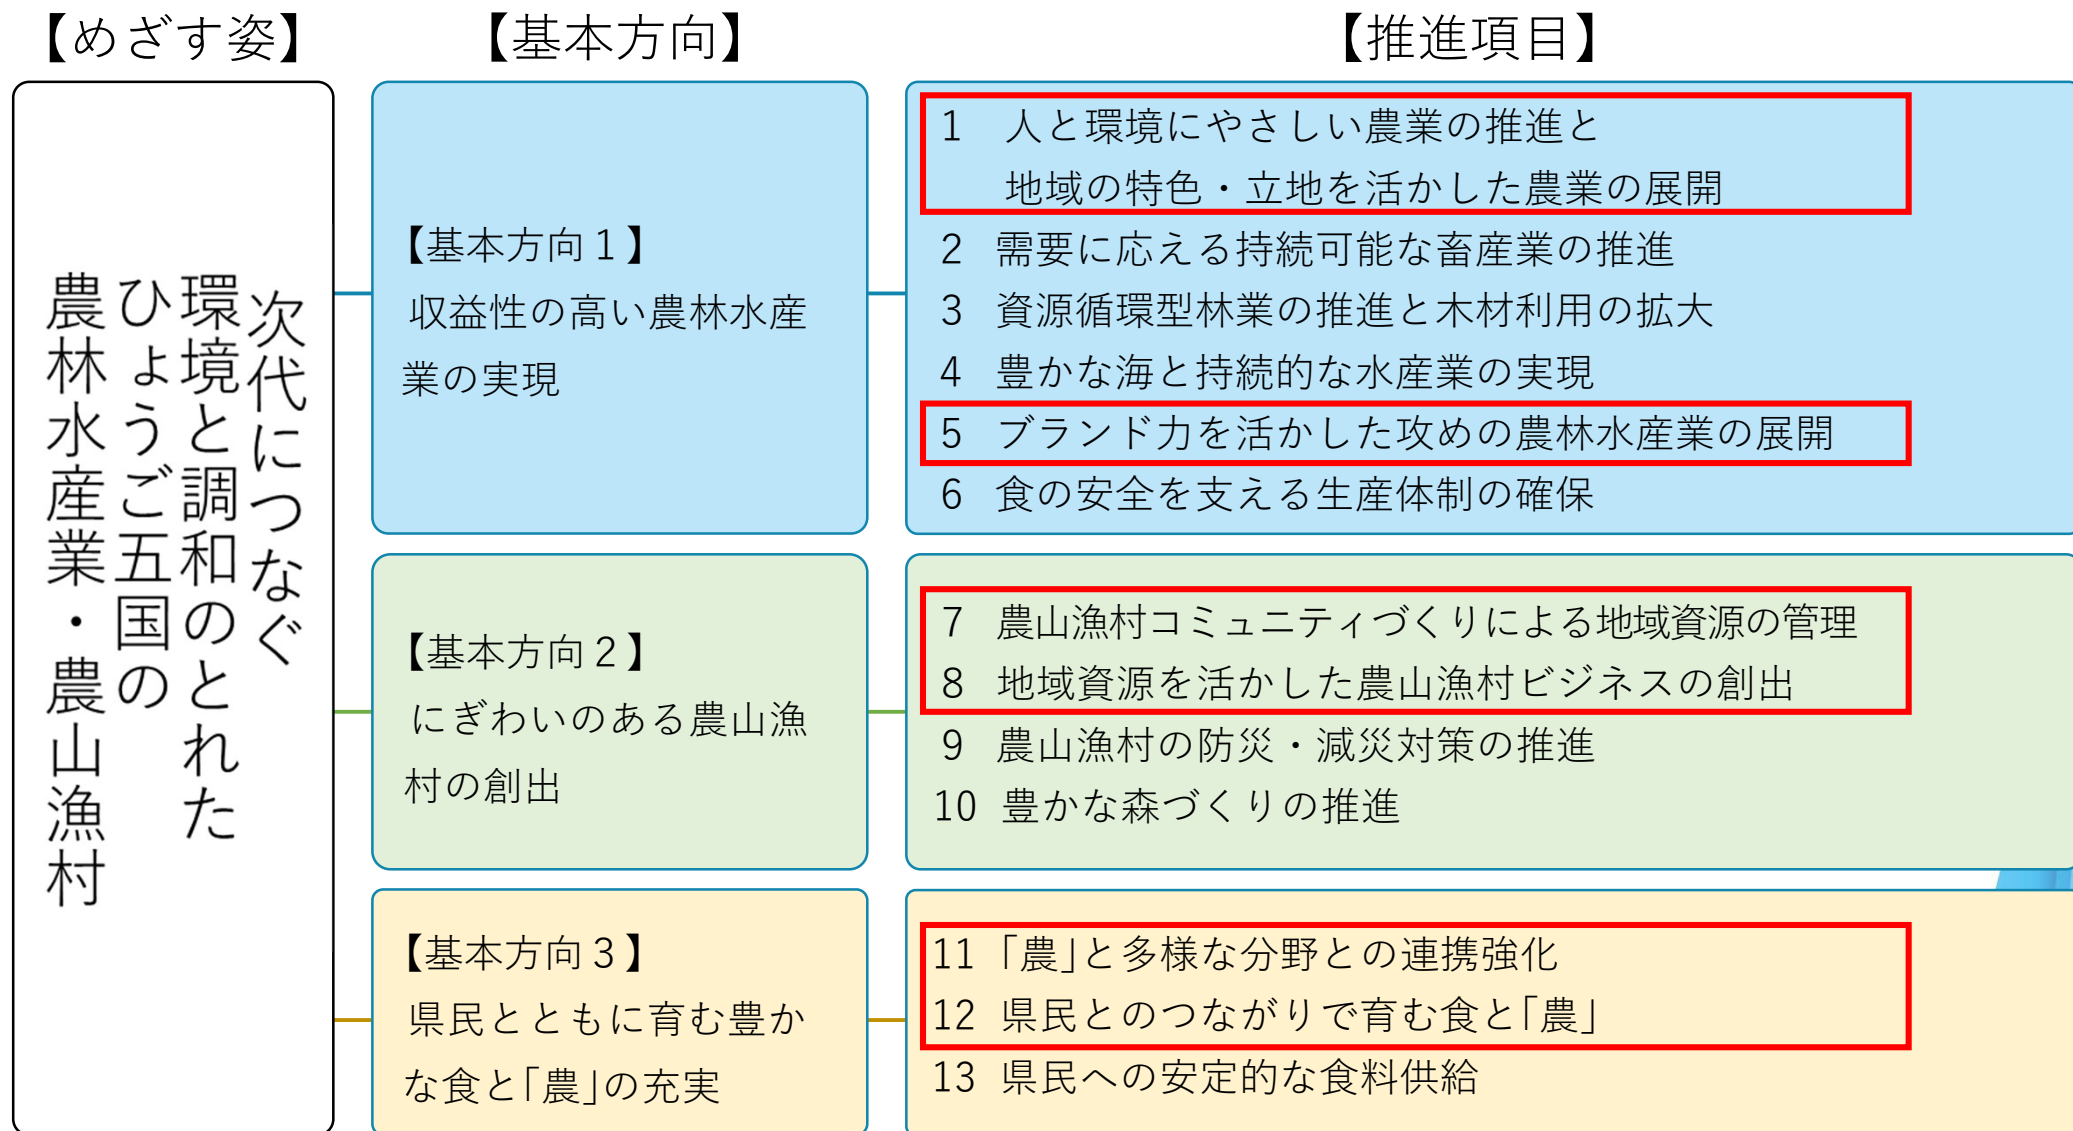 【めざす姿】
【基本方向】
【推進項目】
次代につなぐ
環境と調和のとれた
ひょうご五国の
農林水産業・農山漁村
【基本方向１】
収益性の高い農林水産
業の実現
1 人と環境にやさしい農業の推進と
地域の特色・立地を活かした農業の展開
2 需要に応える持続可能な畜産業の推進
3 資源循環型林業の推進と木材利用の拡大
4 豊かな海と持続的な水産業の実現
5 ブランド力を活かした攻めの農林水産業の展開
6 食の安全を支える生産体制の確保
【基本方向２】
にぎわいのある農山漁
村の創出
7 農山漁村コミュニティづくりによる地域資源の管理
8 地域資源を活かした農山漁村ビジネスの創出
9 農山漁村の防災・減災対策の推進
10 豊かな森づくりの推進
【基本方向３】
県民とともに育む豊か
な食と「農」の充実
11 「農」と多様な分野との連携強化
12 県民とのつながりで育む食と「農」
13 県民への安定的な食料供給